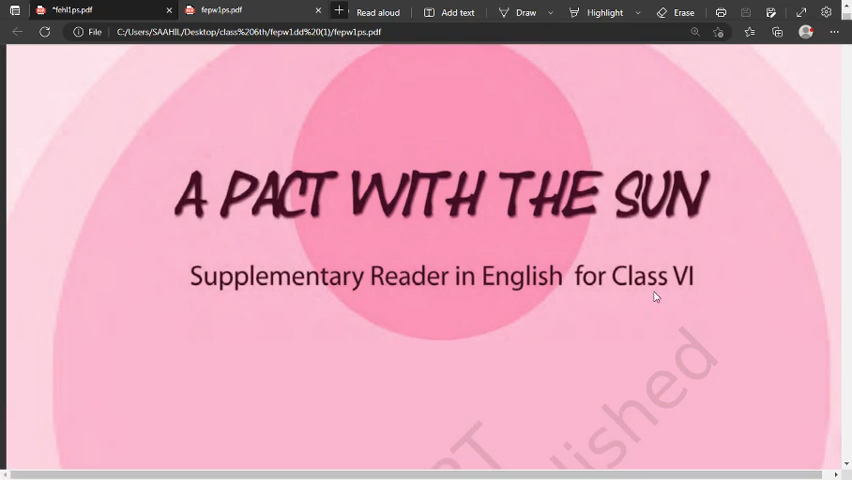 *fehl1ps.pdf
fepw1ps.pdf
Read aloud
Add text
Draw
Highlight
Erase
File
C:/Users/SAAHIL/Desktop/class%206th/fepw1dd%20(1)/fepw1ps.pdf
A PACT WITH THE SUN
Supplementary Reader in English for Class VI